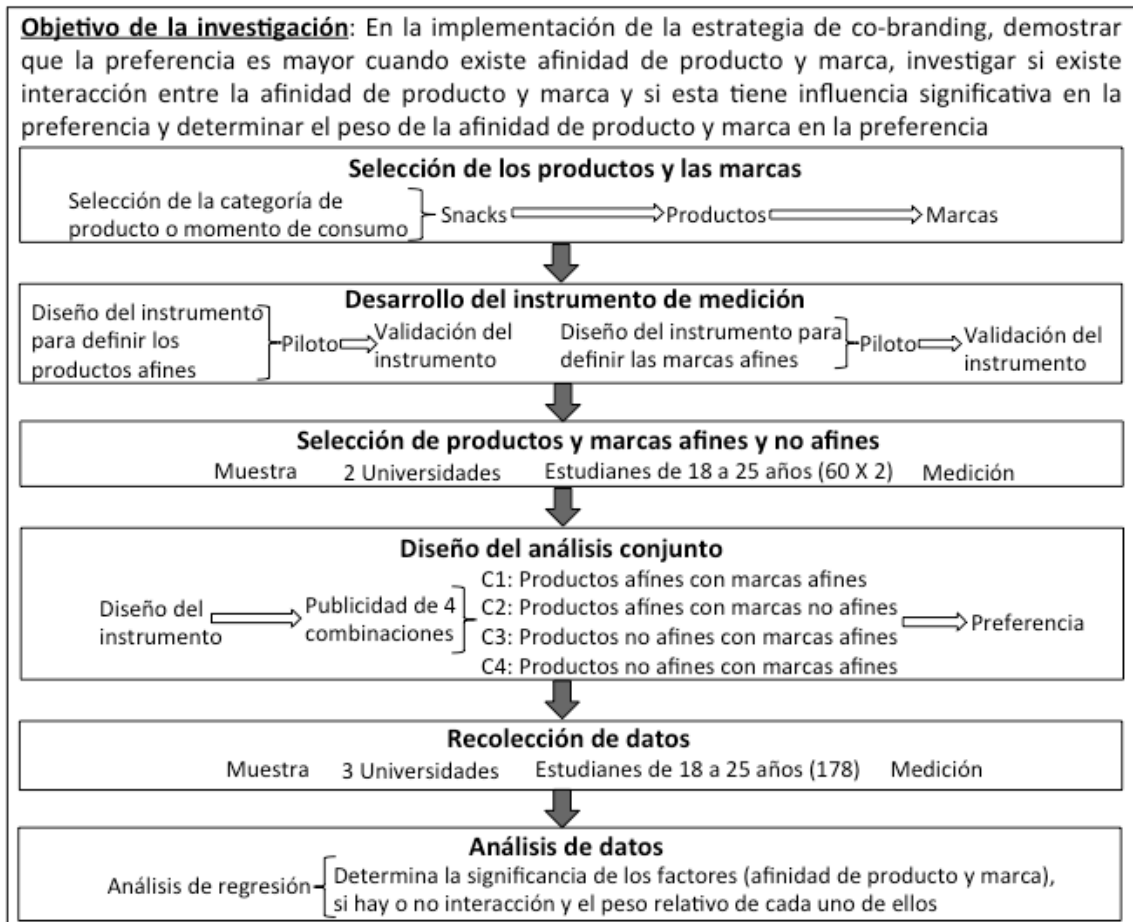 Objetivo de la investigación: En la implementación de la estrategia de co-branding, demostrar
que la preferencia es mayor cuando existe afinidad de producto y marca, investigar si existe
interacción entre la afinidad de producto y marca y si esta tiene influencia significativa en la
preferencia y determinar el peso de la afinidad de producto y marca en la preferencia
Selección de los productos y las marcas
Selección de la categoría de
producto o momento de consumo
Snacks
Productos
Marcas
Desarrollo del instrumento de medición
Diseño del instrumento
para definir los
productos afines
Piloto
Validación del
instrumento
Diseño del instrumento para
definir las marcas afines
Piloto
Validación del
instrumento
Selección de productos y marcas afines y no afines
Muestra 2 Universidades Estudianes de 18 a 25 años (60 X 2) Medición
Diseño del análisis conjunto
Diseño del
instrumento
Publicidad de 4
combinaciones
C1: Productos afínes con marcas afines
C2: Productos afínes con marcas no afines
C3: Productos no afines con marcas afines
C4: Productos no afines con marcas afines
Preferencia
Recolección de datos
Muestra 3 Universidades Estudianes de 18 a 25 años (178) Medición
Análisis de datos
Análisis de regresión
Determina la significancia de los factores (afinidad de producto y marca),
si hay o no interacción y el peso relativo de cada uno de ellos